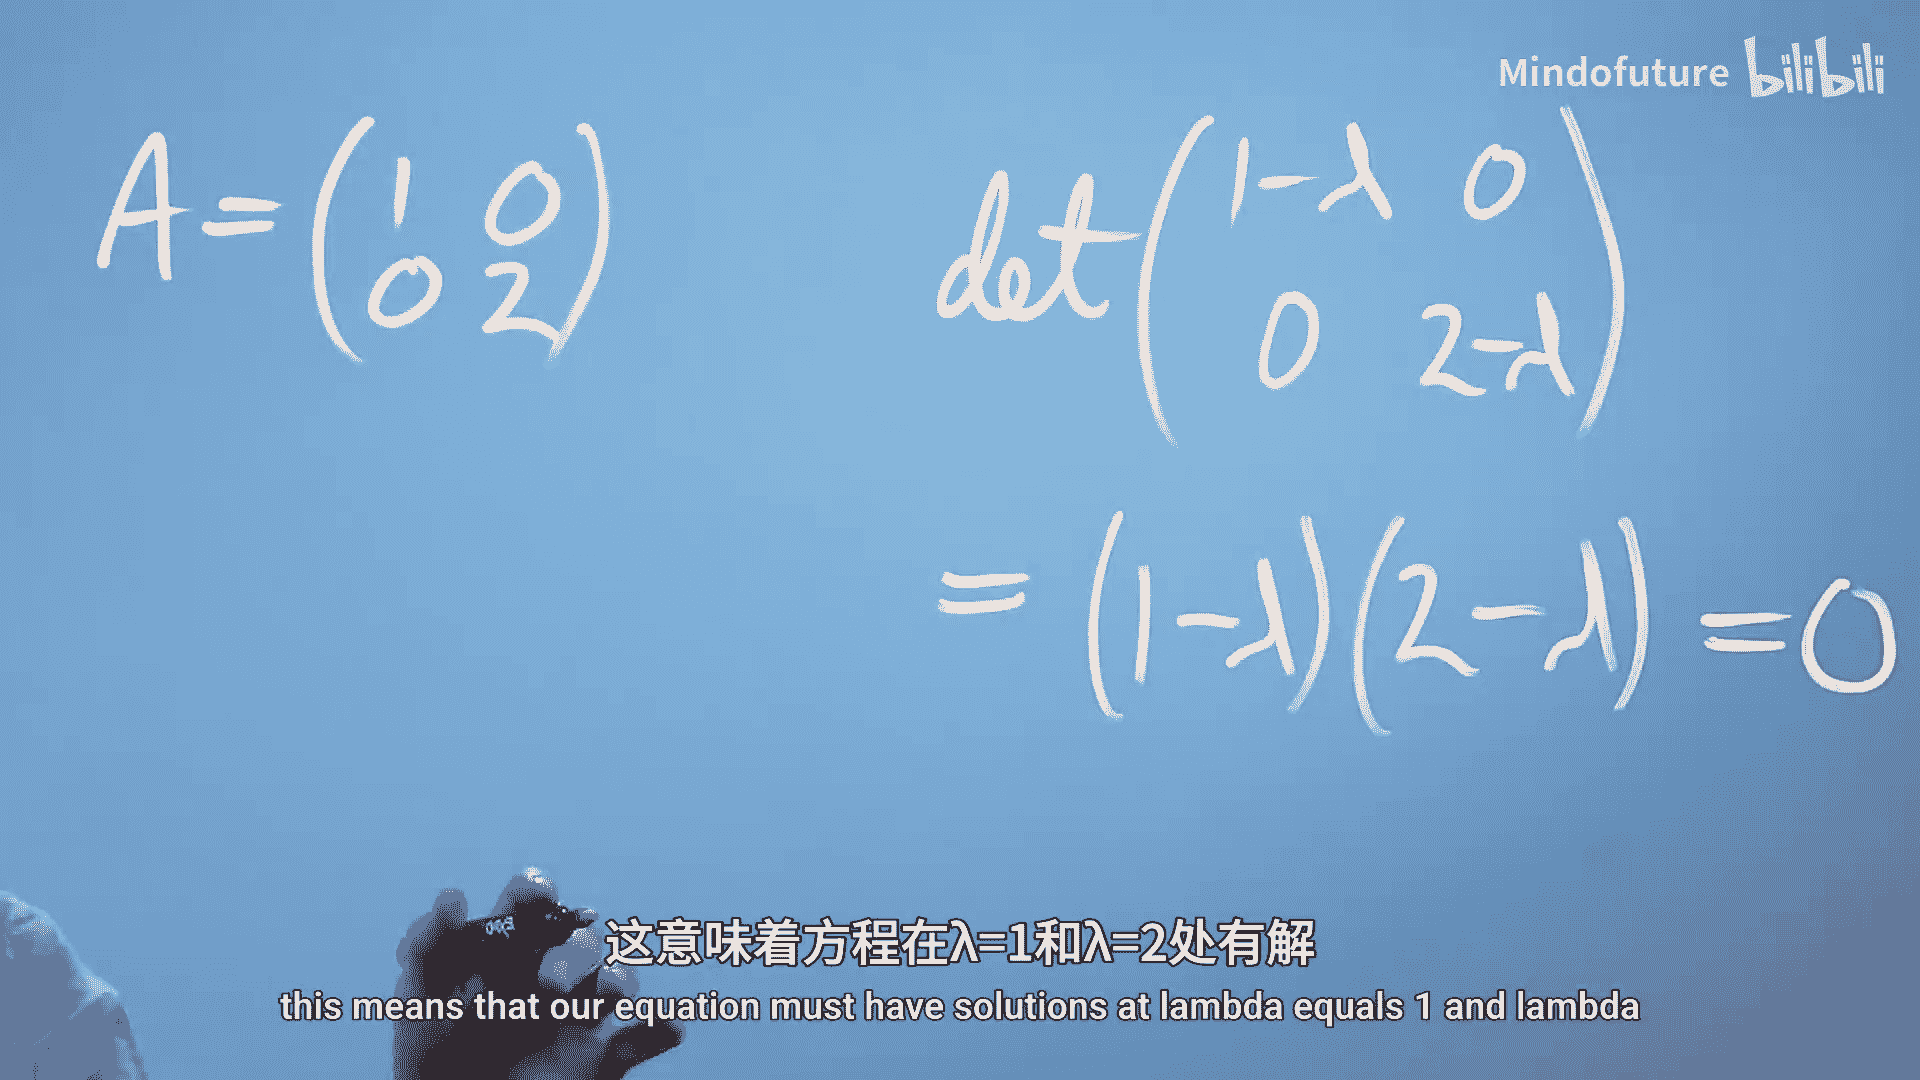 Mindofuture bilibili
A = (1 0
0 2)
det (1-λ 0
0 2-λ)
= (1-λ)(2-λ) = 0
这意味着方程在λ=1和λ=2处有解
this means that our equation must have solutions at lambda equals 1 and lambda